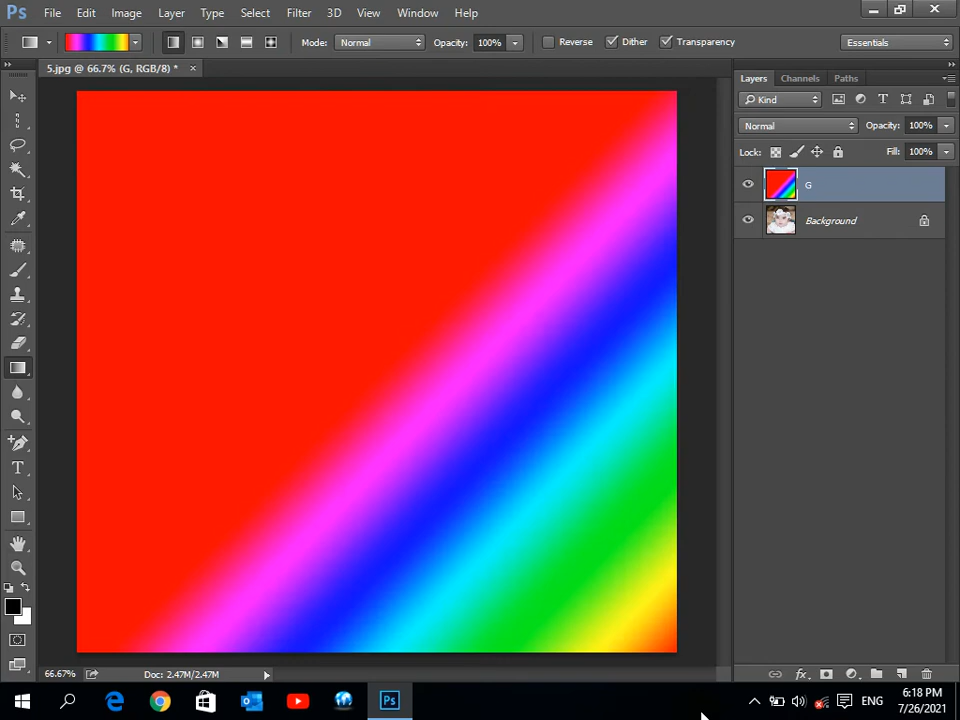 Ps File Edit Image Layer Type Select Filter 3D View Window Help
Mode: Normal Opacity: 100% Reverse Dither Transparency Essentials
5.jpg @ 66.7% (G, RGB/8) * ×
Layers Channels Paths
Kind
Normal Opacity: 100%
Lock: Fill: 100%
G
Background
66.67% Doc: 2.47M/2.47M
Ps ENG 6:18 PM
7/26/2021